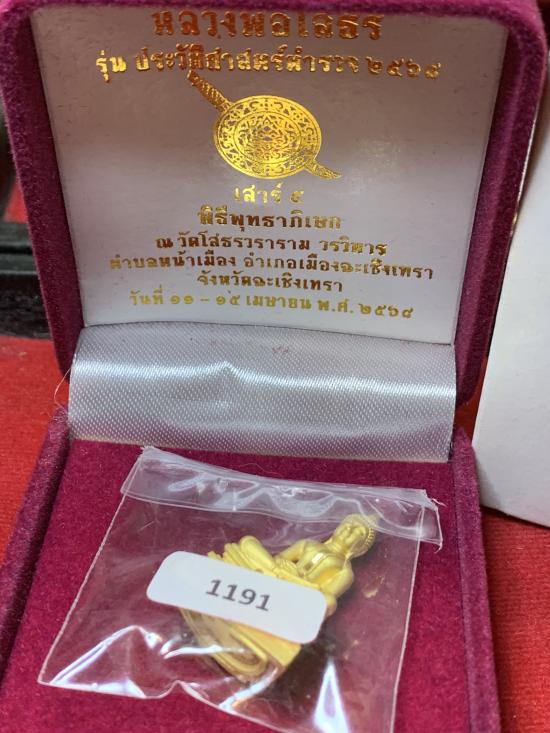 หลวงพ่อโสธร
รุ่น ประวัติศาสตร์ตำรวจ ๒๕๖๘
เสาร์ ๕
พิธีพุทธาภิเษก
ณ วัดโสธรวราราม วรวิหาร
ตำบลหน้าเมือง อำเภอเมืองฉะเชิงเทรา
จังหวัดฉะเชิงเทรา
วันที่ ๑๑ - ๑๕ เมษายน พ.ศ. ๒๕๖๘
1191